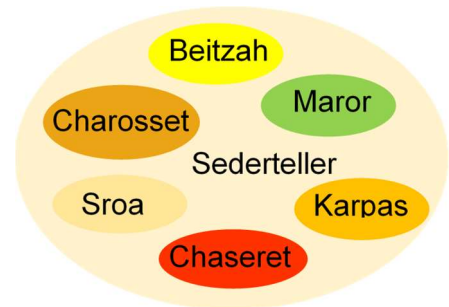 Beitzah
Maror
Charosset
Sederteller
Sroa
Karpas
Chaseret